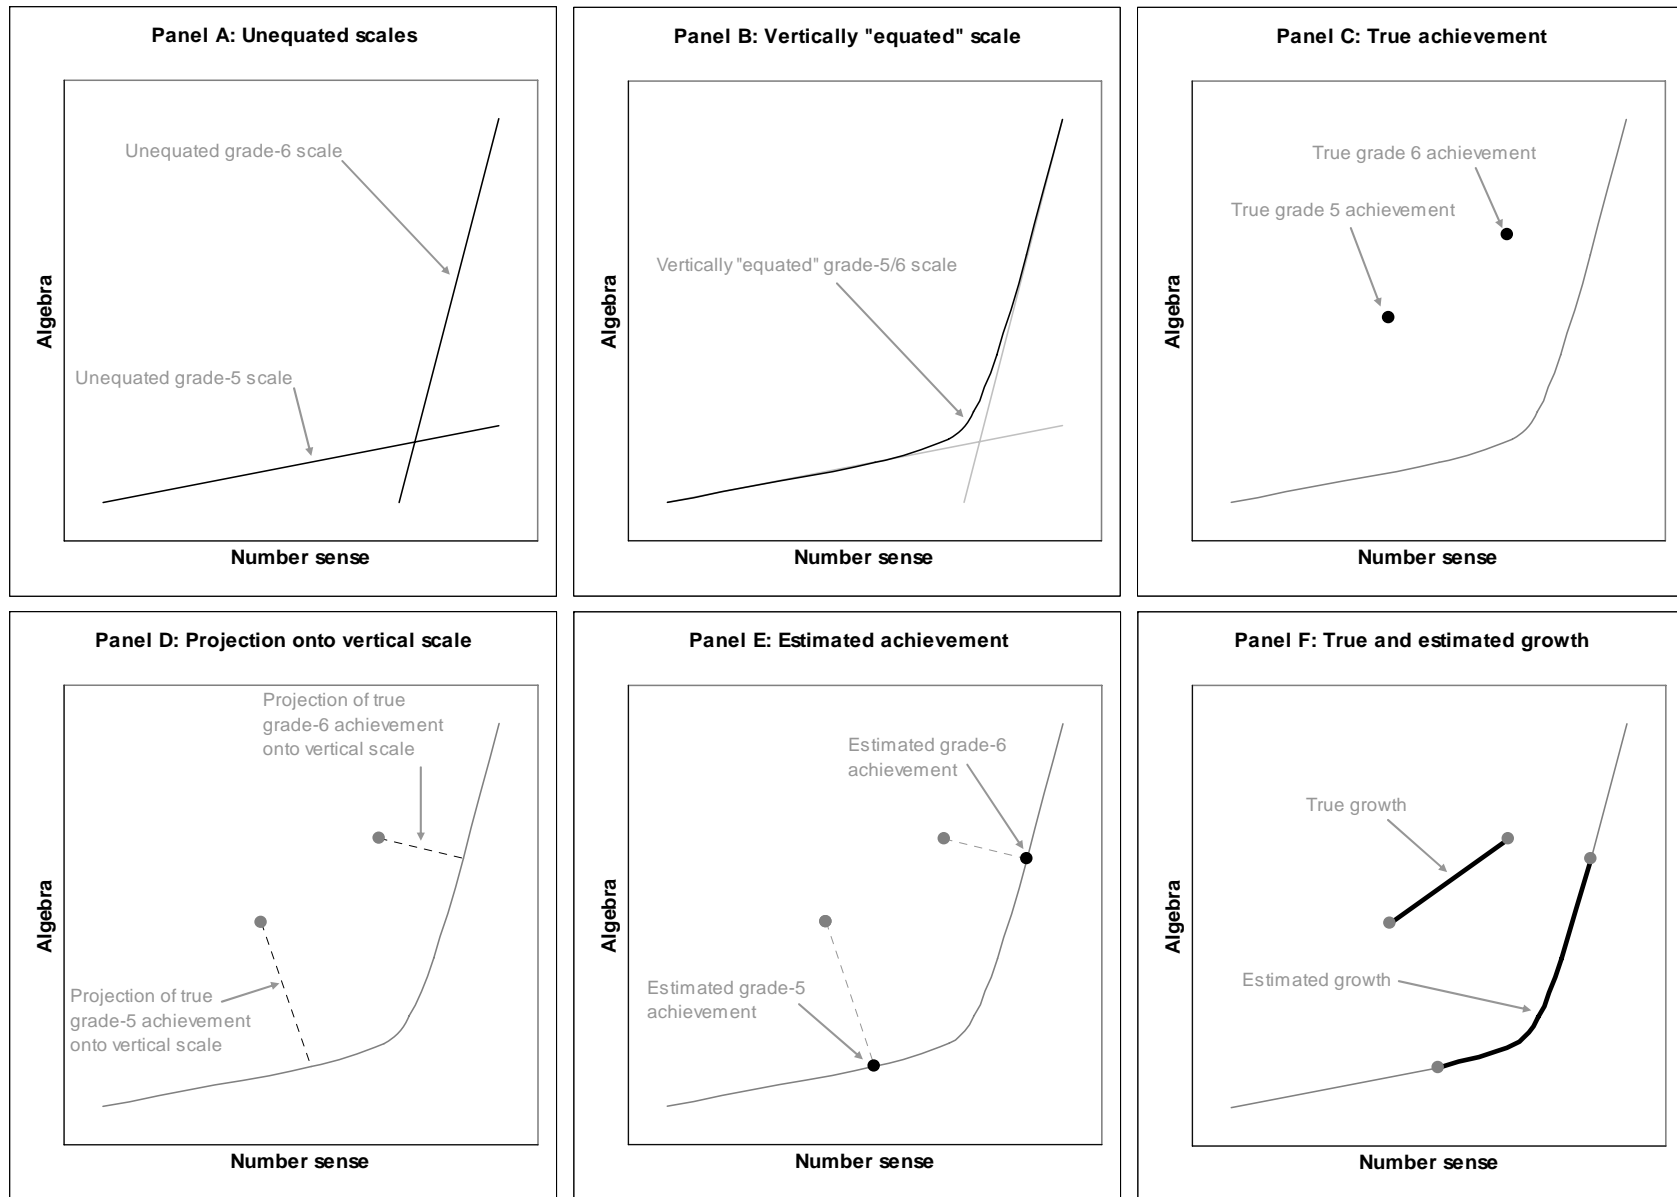 Panel A: Unequated scales
Unequated grade-6 scale
Unequated grade-5 scale
Algebra
Number sense
Panel B: Vertically "equated" scale
Vertically "equated" grade-5/6 scale
Algebra
Number sense
Panel C: True achievement
True grade 6 achievement
True grade 5 achievement
Algebra
Number sense
Panel D: Projection onto vertical scale
Projection of true
grade-6 achievement
onto vertical scale
Projection of true
grade-5 achievement
onto vertical scale
Algebra
Number sense
Panel E: Estimated achievement
Estimated grade-6
achievement
Estimated grade-5
achievement
Algebra
Number sense
Panel F: True and estimated growth
True growth
Estimated growth
Algebra
Number sense